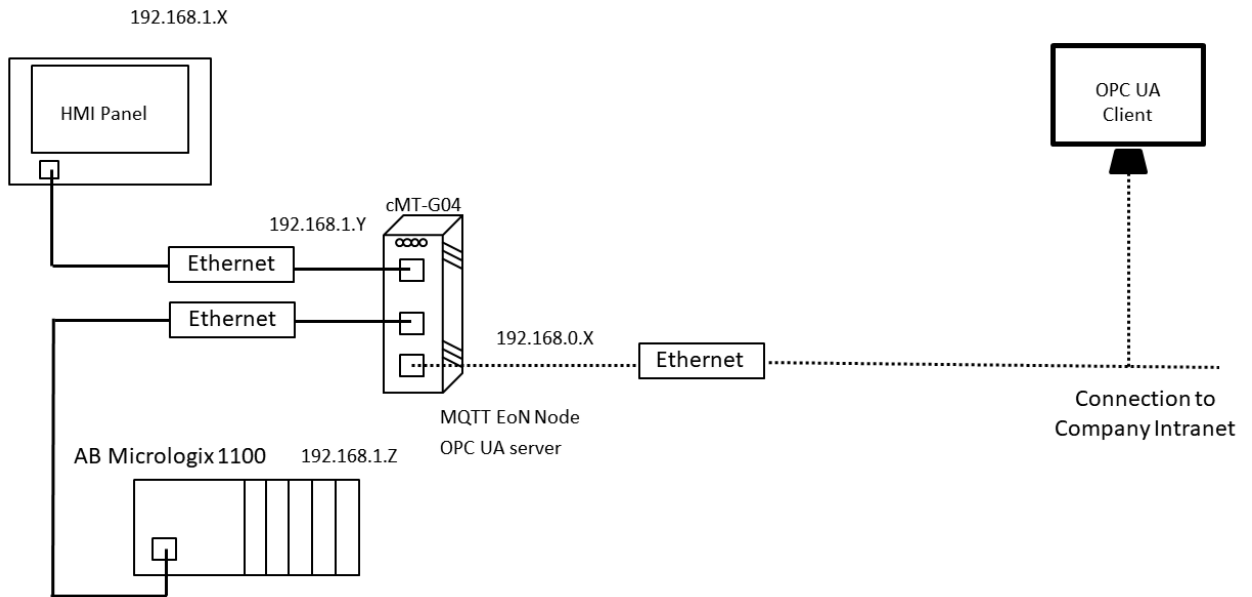 192.168.1.X
HMI Panel
OPC UA
Client
cMT-G04
192.168.1.Y
Ethernet
Ethernet
192.168.0.X
Ethernet
MQTT EoN Node
OPC UA server
Connection to
Company Intranet
AB Micrologix 1100
192.168.1.Z